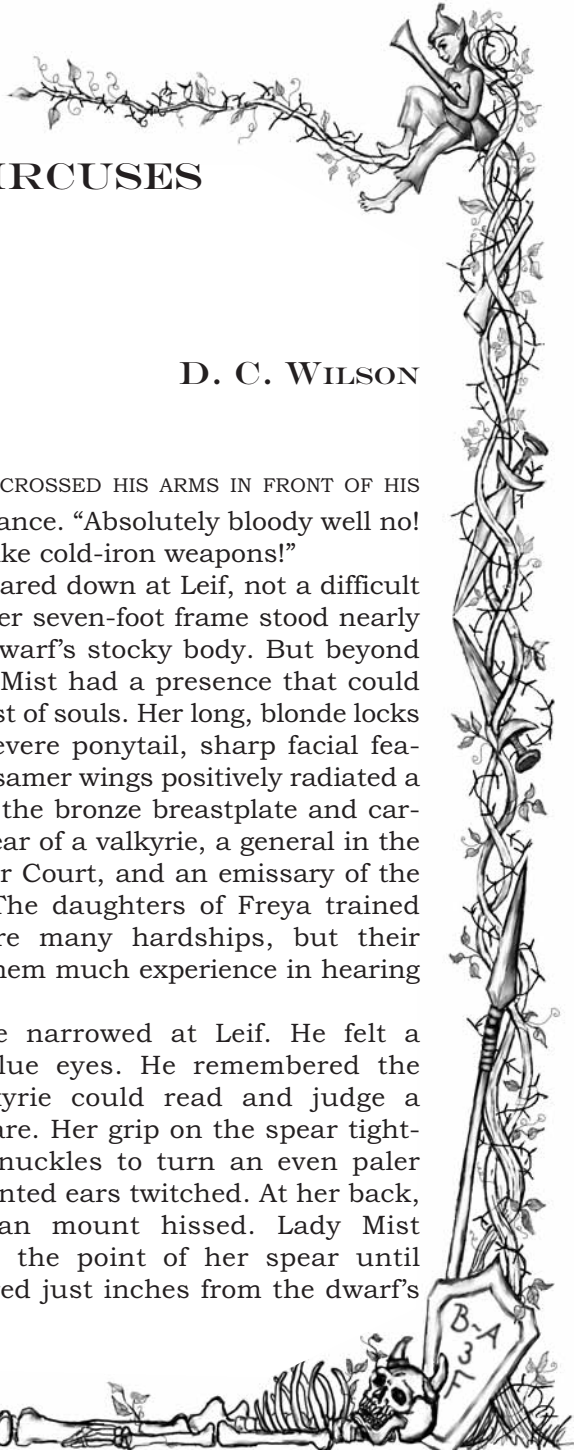 IRCUSES
D. C. WILSON
CROSSED HIS ARMS IN FRONT OF HIS
ance. “Absolutely bloody well no!
ke cold-iron weapons!”
ared down at Leif, not a difficult
er seven-foot frame stood nearly
warf’s stocky body. But beyond
Mist had a presence that could
st of souls. Her long, blonde locks
evere ponytail, sharp facial fea-
samer wings positively radiated a
the bronze breastplate and car-
ear of a valkyrie, a general in the
r Court, and an emissary of the
The daughters of Freya trained
re many hardships, but their
hem much experience in hearing
e narrowed at Leif. He felt a
lue eyes. He remembered the
kyrie could read and judge a
are. Her grip on the spear tight-
nuckles to turn an even paler
nted ears twitched. At her back,
an mount hissed. Lady Mist
the point of her spear until
red just inches from the dwarf’s
B~A
3